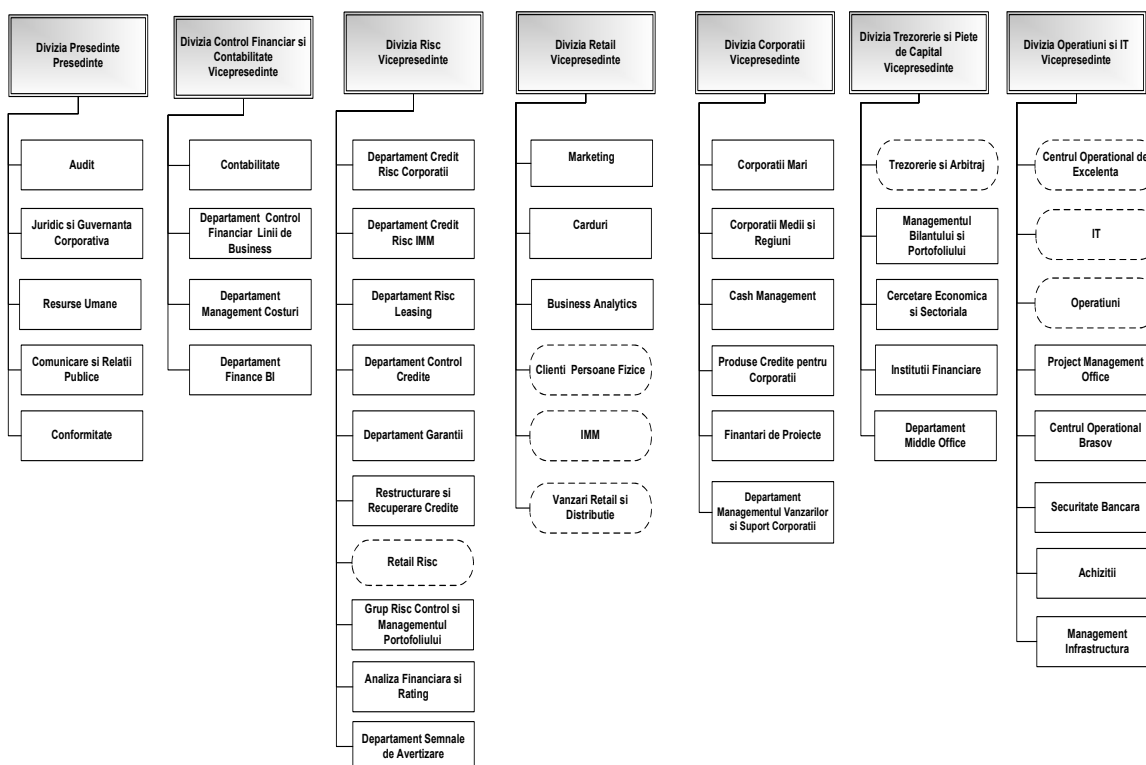 Divizia Presedinte
Presedinte
Audit
Juridic si Guvernanta
Corporativa
Resurse Umane
Comunicare si Relatii
Publice
Conformitate
Divizia Control Financiar si
Contabilitate
Vicepresedinte
Contabilitate
Departament Control
Financiar Linii de
Business
Departament
Management Costuri
Departament
Finance BI
Divizia Risc
Vicepresedinte
Departament Credit
Risc Corporatii
Departament Credit
Risc IMM
Departament Risc
Leasing
Departament Control
Credite
Departament Garantii
Restructurare si
Recuperare Credite
Retail Risc
Grup Risc Control si
Managementul
Portofoliului
Analiza Financiara si
Rating
Departament Semnale
de Avertizare
Divizia Retail
Vicepresedinte
Marketing
Carduri
Business Analytics
Clienti Persoane Fizice
IMM
Vanzari Retail si
Distributie
Divizia Corporatii
Vicepresedinte
Corporatii Mari
Corporatii Medii si
Regiuni
Cash Management
Produse Credite pentru
Corporatii
Finantari de Proiecte
Departament
Managementul Vanzarilor
si Suport Corporatii
Divizia Trezorerie si Piete
de Capital
Vicepresedinte
Trezorerie si Arbitraj
Managementul
Bilantului si
Portofoliului
Cercetare Economica
si Sectoriala
Institutii Financiare
Departament
Middle Office
Divizia Operatiuni si IT
Vicepresedinte
Centrul Operational de
Excelenta
IT
Operatiuni
Project Management
Office
Centrul Operational
Brasov
Securitate Bancara
Achizitii
Management
Infrastructura